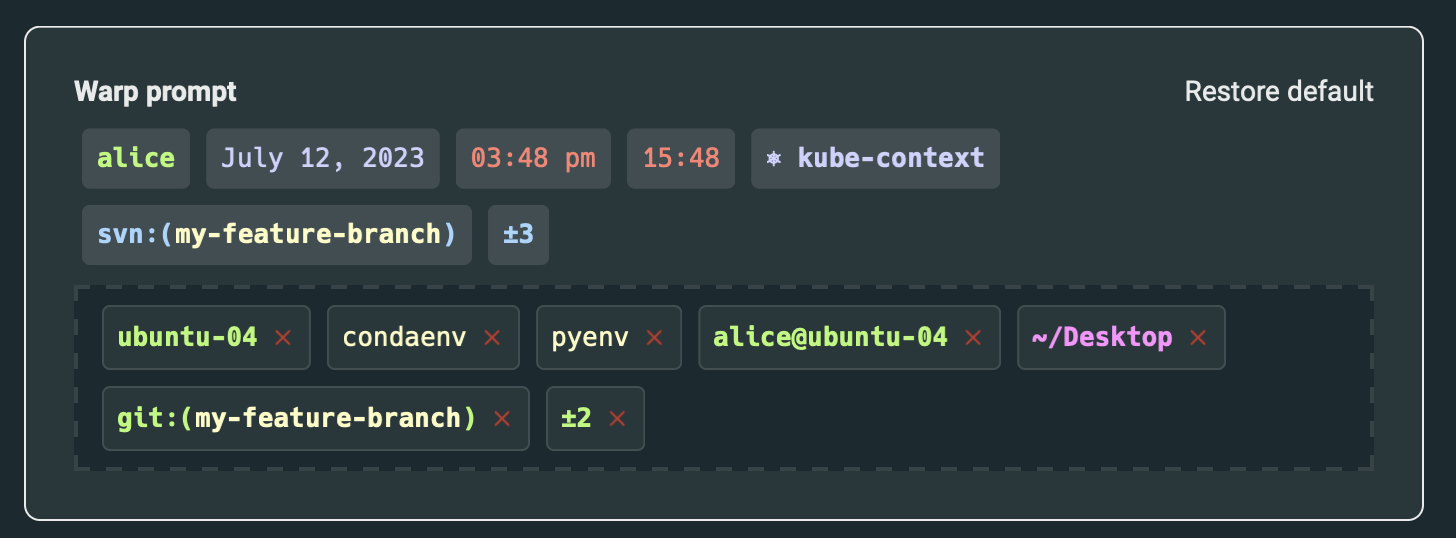 Warp prompt Restore default
alice July 12, 2023 03:48 pm 15:48 ⎈ kube-context
svn:(my-feature-branch) ±3
ubuntu-04 × condaenv × pyenv × alice@ubuntu-04 × ~/Desktop ×
git:(my-feature-branch) × ±2 ×